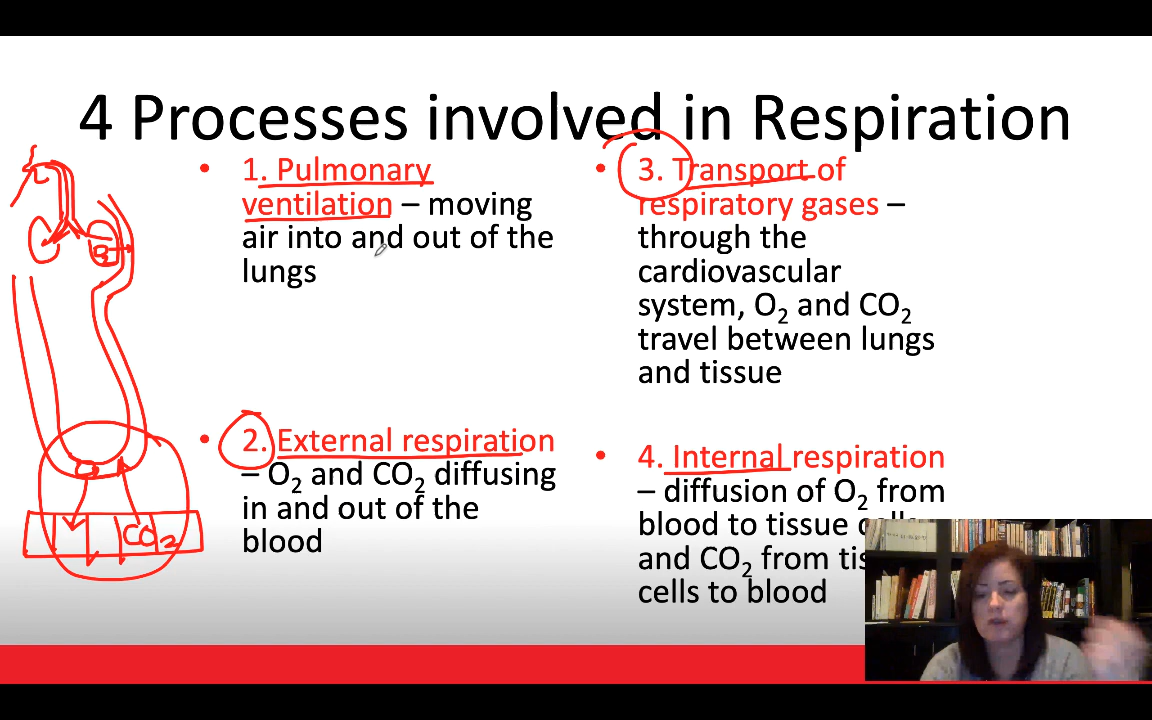 4 Processes involved in Respiration
• 1. Pulmonary
ventilation – moving
air into and out of the
lungs
• 2. External respiration
– O₂ and CO₂ diffusing
in and out of the
blood
• 3. Transport of
respiratory gases –
through the
cardiovascular
system, O₂ and CO₂
travel between lungs
and tissue
• 4. Internal respiration
– diffusion of O₂ from
blood to tissue
and CO₂ from
cells to blood
CO₂